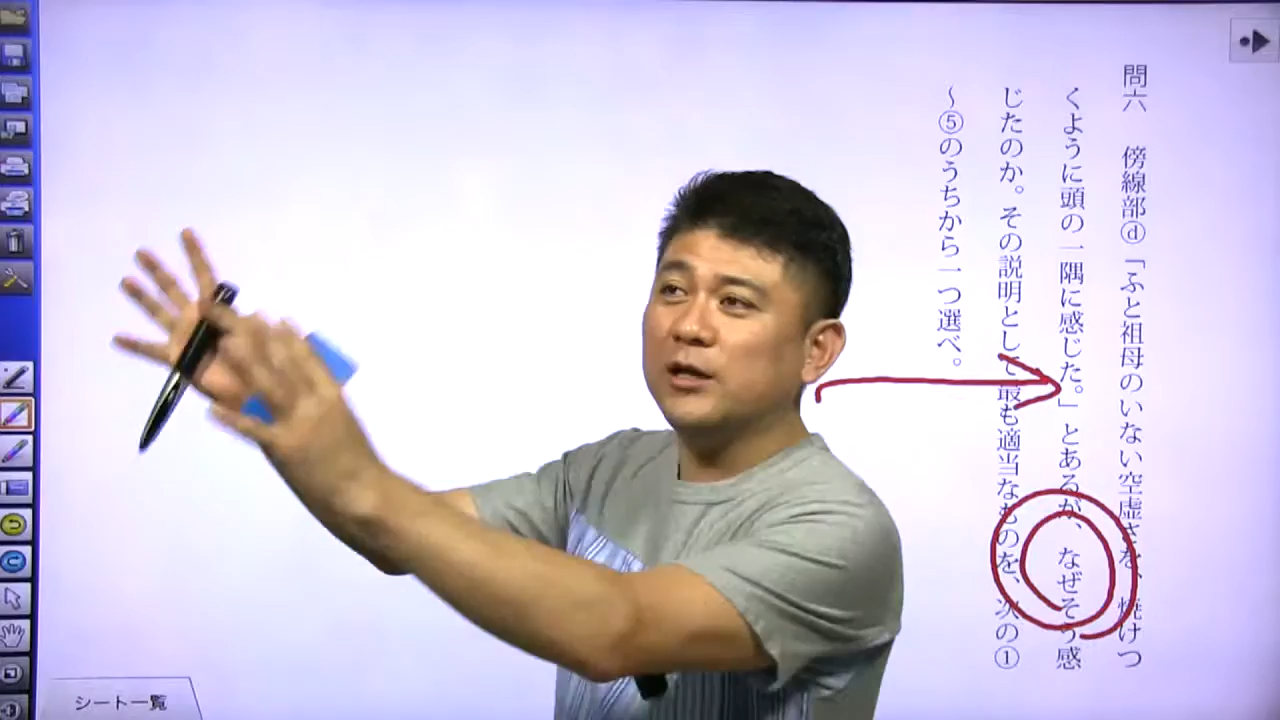 問六 傍線部ⓓ「ふと祖母のいない空虚さを、焼けつ
くように頭の一隅に感じた。」とあるが、なぜそう感
じたのか。その説明として最も適当なものを、次の①
～⑤のうちから一つ選べ。
シート一覧